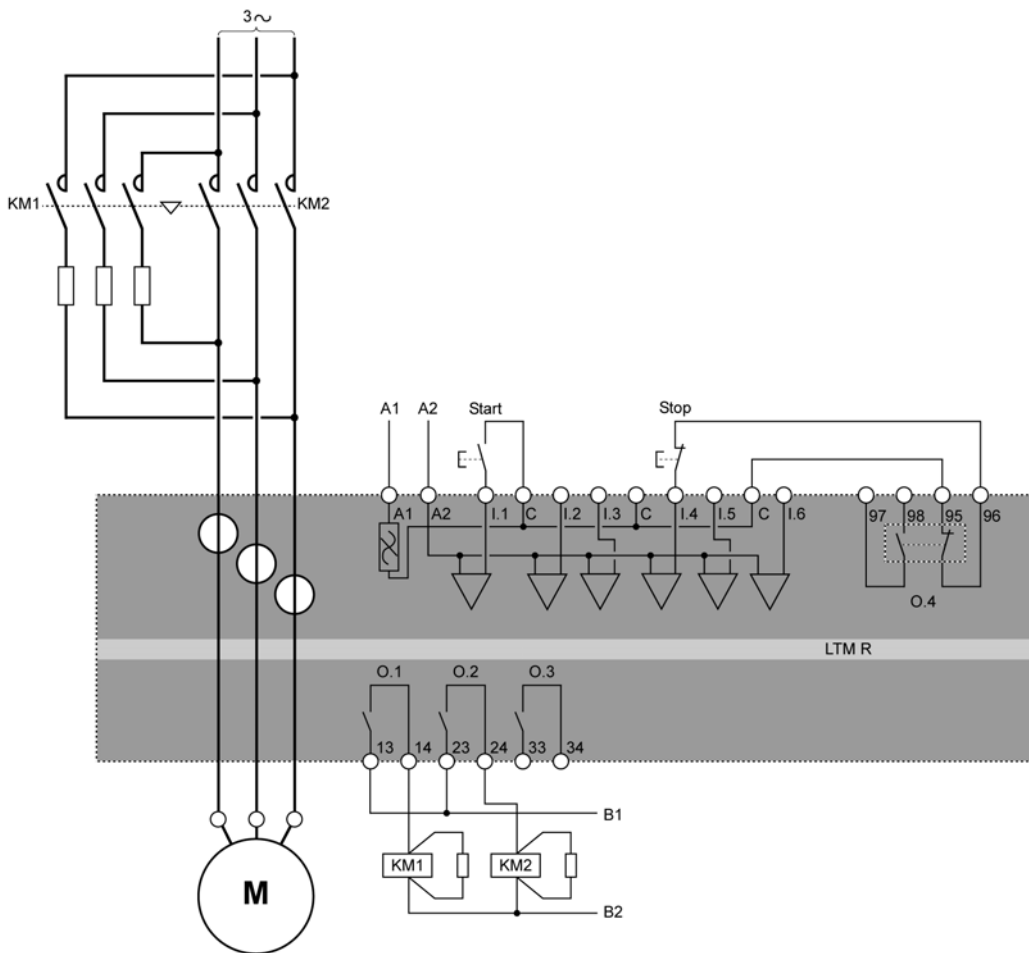 3~
KM1 KM2
A1 A2 Start Stop
A1 A2 I.1 C I.2 I.3 C I.4 I.5 C I.6 97 98 95 96
O.4
LTM R
O.1 O.2 O.3
13 14 23 24 33 34
B1
KM1 KM2
M
B2